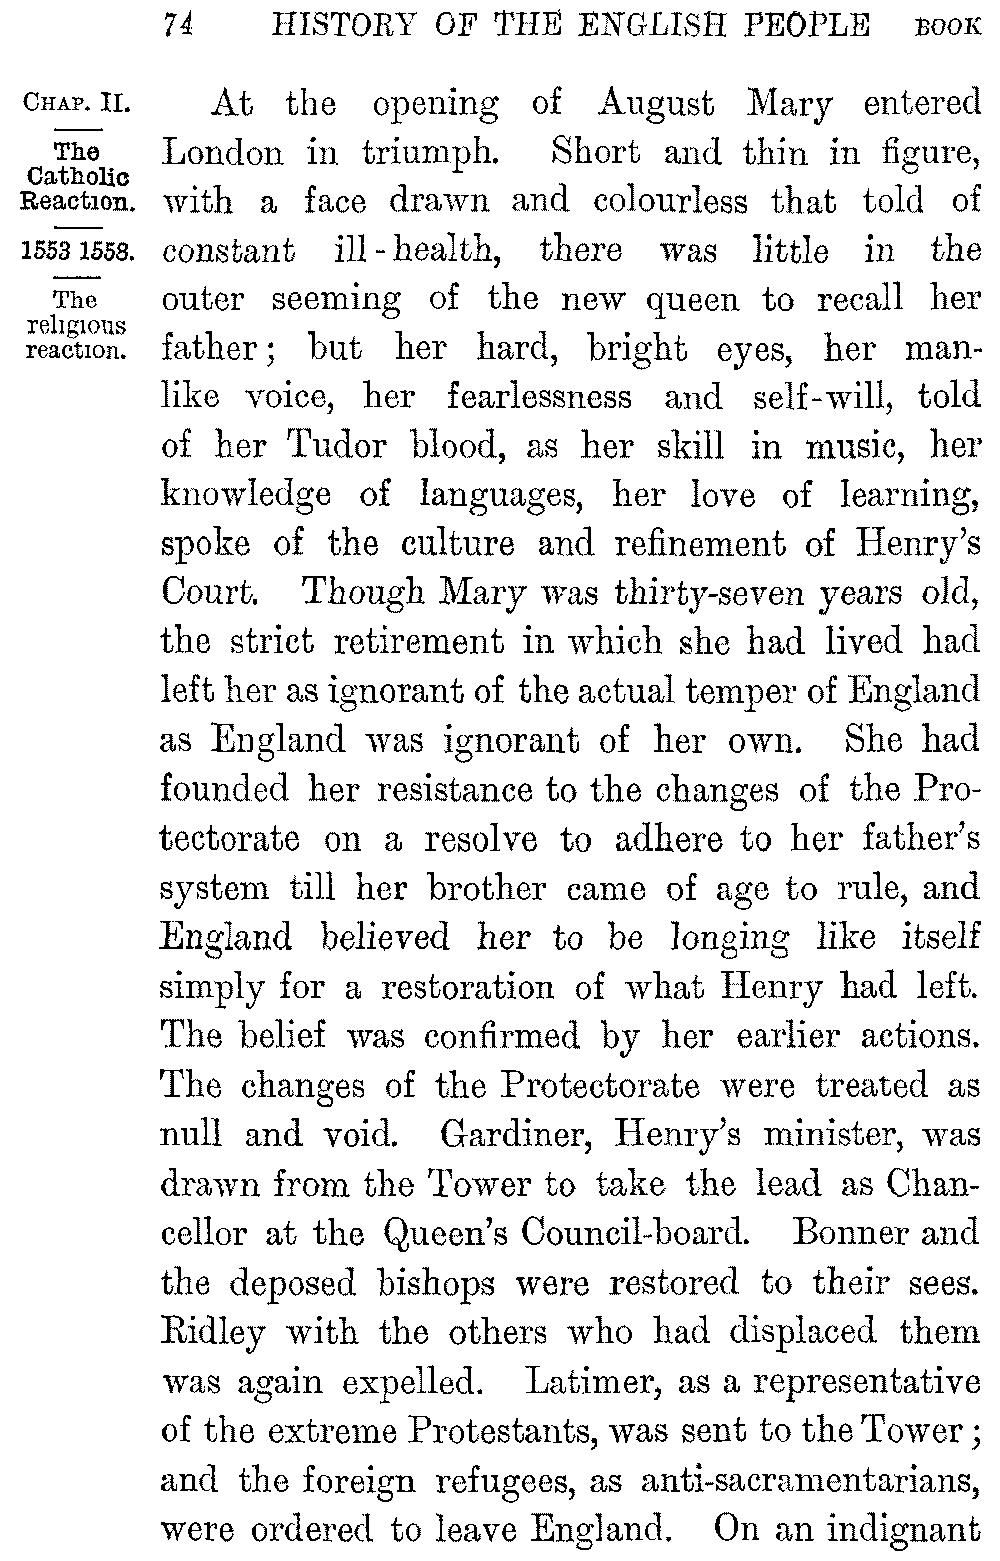 74 HISTORY OF THE ENGLISH PEOPLE BOOK
CHAP. II.
The
Catholic
Reaction.
1553 1558.
The
religious
reaction.
At the opening of August Mary entered
London in triumph. Short and thin in figure,
with a face drawn and colourless that told of
constant ill-health, there was little in the
outer seeming of the new queen to recall her
father; but her hard, bright eyes, her man-
like voice, her fearlessness and self-will, told
of her Tudor blood, as her skill in music, her
knowledge of languages, her love of learning,
spoke of the culture and refinement of Henry's
Court. Though Mary was thirty-seven years old,
the strict retirement in which she had lived had
left her as ignorant of the actual temper of England
as England was ignorant of her own. She had
founded her resistance to the changes of the Pro-
tectorate on a resolve to adhere to her father's
system till her brother came of age to rule, and
England believed her to be longing like itself
simply for a restoration of what Henry had left.
The belief was confirmed by her earlier actions.
The changes of the Protectorate were treated as
null and void. Gardiner, Henry's minister, was
drawn from the Tower to take the lead as Chan-
cellor at the Queen's Council-board. Bonner and
the deposed bishops were restored to their sees.
Ridley with the others who had displaced them
was again expelled. Latimer, as a representative
of the extreme Protestants, was sent to the Tower;
and the foreign refugees, as anti-sacramentarians,
were ordered to leave England. On an indignant